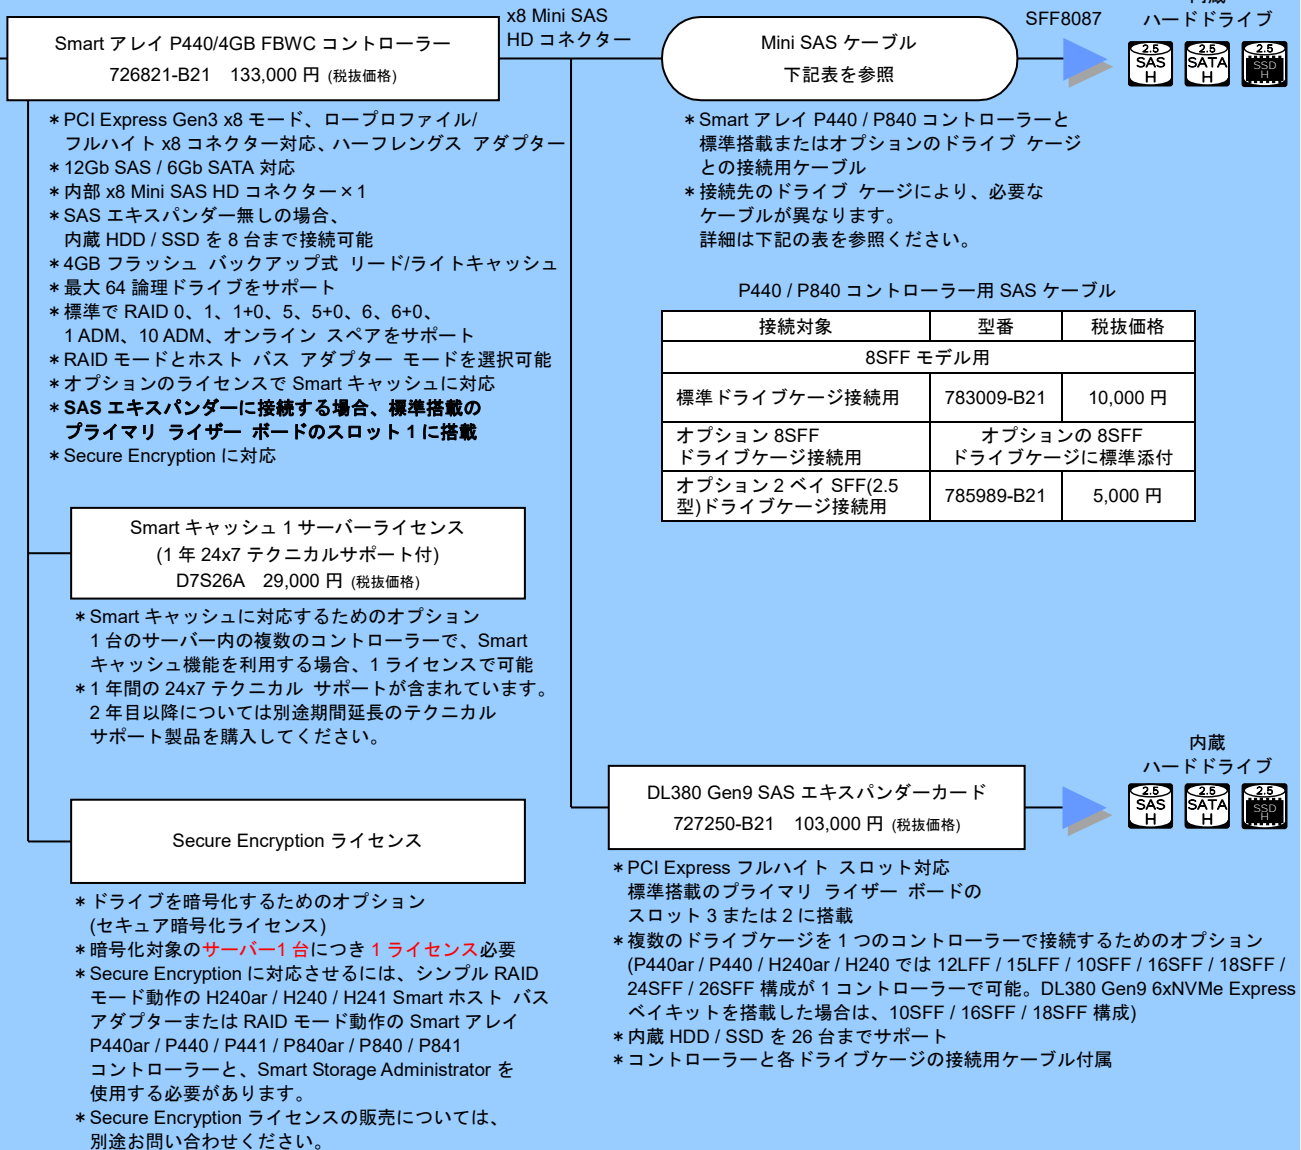 Smart アレイ P440/4GB FBWC コントローラー
726821-B21 133,000 円 (税抜価格)
x8 Mini SAS
HD コネクター
Mini SAS ケーブル
下記表を参照
SFF8087
ハードドライブ
2.5
SAS
H
2.5
SATA
H
2.5
SSD
H
*PCI Express Gen3 x8 モード、ロープロファイル/
フルハイト x8 コネクター対応、ハーフレングス アダプター
*12Gb SAS / 6Gb SATA 対応
*内部 x8 Mini SAS HD コネクター×1
*SAS エキスパンダー無しの場合、
内蔵 HDD / SSD を 8 台まで接続可能
*4GB フラッシュ バックアップ式 リード/ライトキャッシュ
*最大 64 論理ドライブをサポート
*標準で RAID 0、1、1+0、5、5+0、6、6+0、
1 ADM、10 ADM、オンライン スペアをサポート
*RAID モードとホスト バス アダプター モードを選択可能
*オプションのライセンスで Smart キャッシュに対応
*SAS エキスパンダーに接続する場合、標準搭載の
プライマリ ライザー ボードのスロット 1 に搭載
*Secure Encryption に対応
*Smart アレイ P440 / P840 コントローラーと
標準搭載またはオプションのドライブ ケージ
との接続用ケーブル
*接続先のドライブ ケージにより、必要な
ケーブルが異なります。
詳細は下記の表を参照ください。
P440 / P840 コントローラー用 SAS ケーブル
接続対象 型番 税抜価格
8SFF モデル用
標準ドライブケージ接続用 783009-B21 10,000 円
オプション 8SFF
ドライブケージ接続用
オプションの 8SFF
ドライブケージに標準添付
オプション 2 ベイ SFF(2.5
型)ドライブケージ接続用
785989-B21 5,000 円
Smart キャッシュ 1 サーバーライセンス
(1 年 24x7 テクニカルサポート付)
D7S26A 29,000 円 (税抜価格)
*Smart キャッシュに対応するためのオプション
1 台のサーバー内の複数のコントローラーで、Smart
キャッシュ機能を利用する場合、1 ライセンスで可能
*1 年間の 24x7 テクニカル サポートが含まれています。
2 年目以降については別途期間延長のテクニカル
サポート製品を購入してください。
Secure Encryption ライセンス
*ドライブを暗号化するためのオプション
(セキュア暗号化ライセンス)
*暗号化対象のサーバー1 台につき 1 ライセンス必要
*Secure Encryption に対応させるには、シンプル RAID
モード動作の H240ar / H240 / H241 Smart ホスト バス
アダプターまたは RAID モード動作の Smart アレイ
P440ar / P440 / P441 / P840ar / P840 / P841
コントローラーと、Smart Storage Administrator を
使用する必要があります。
*Secure Encryption ライセンスの販売については、
別途お問い合わせください。
DL380 Gen9 SAS エキスパンダーカード
727250-B21 103,000 円 (税抜価格)
内蔵
ハードドライブ
2.5
SAS
H
2.5
SATA
H
2.5
SSD
H
*PCI Express フルハイト スロット対応
標準搭載のプライマリ ライザー ボードの
スロット 3 または 2 に搭載
*複数のドライブケージを 1 つのコントローラーで接続するためのオプション
(P440ar / P440 / H240ar / H240 では 12LFF / 15LFF / 10SFF / 16SFF / 18SFF /
24SFF / 26SFF 構成が 1 コントローラーで可能。DL380 Gen9 6xNVMe Express
ベイキットを搭載した場合は、10SFF / 16SFF / 18SFF 構成)
*内蔵 HDD / SSD を 26 台までサポート
*コントローラーと各ドライブケージの接続用ケーブル付属